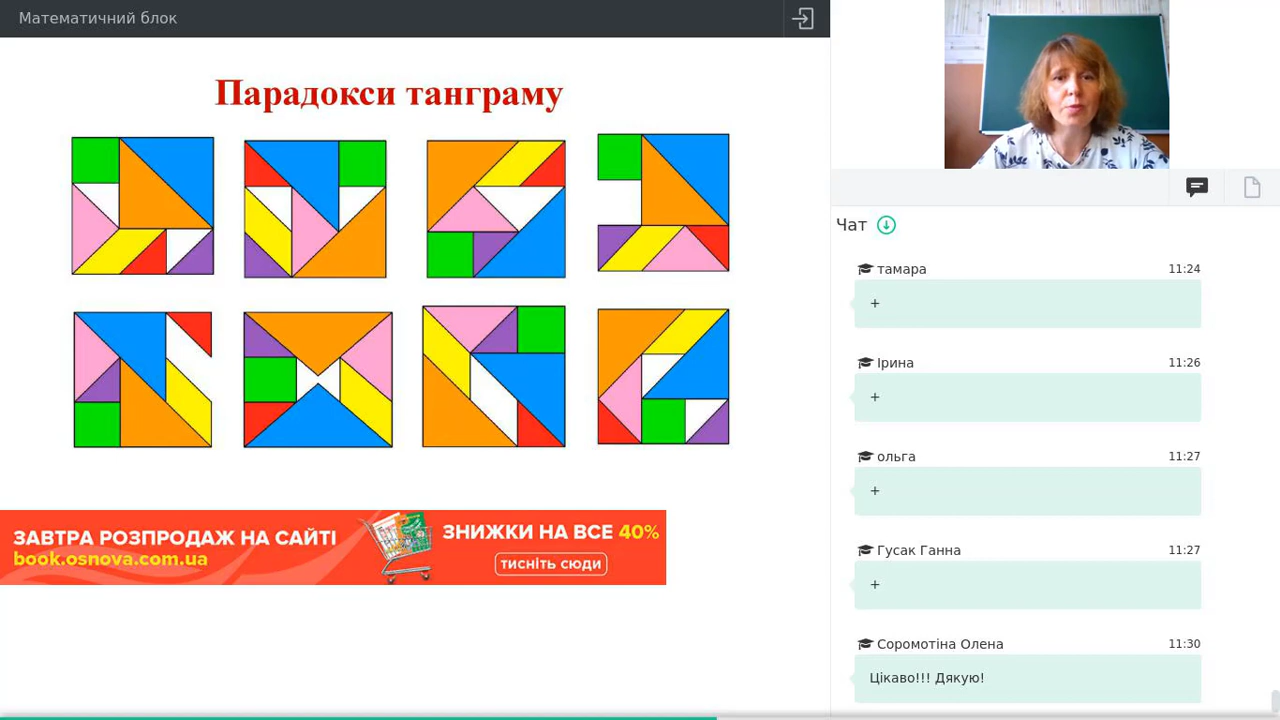 Математичний блок
Парадокси танграму
ЗАВТРА РОЗПРОДАЖ НА САЙТІ
book.osnova.com.ua
ЗНИЖКИ НА ВСЕ 40%
тисніть сюди
Чат
тамара 11:24
+
Ірина 11:26
+
ольга 11:27
+
Гусак Ганна 11:27
+
Соромотіна Олена 11:30
Цікаво!!! Дякую!